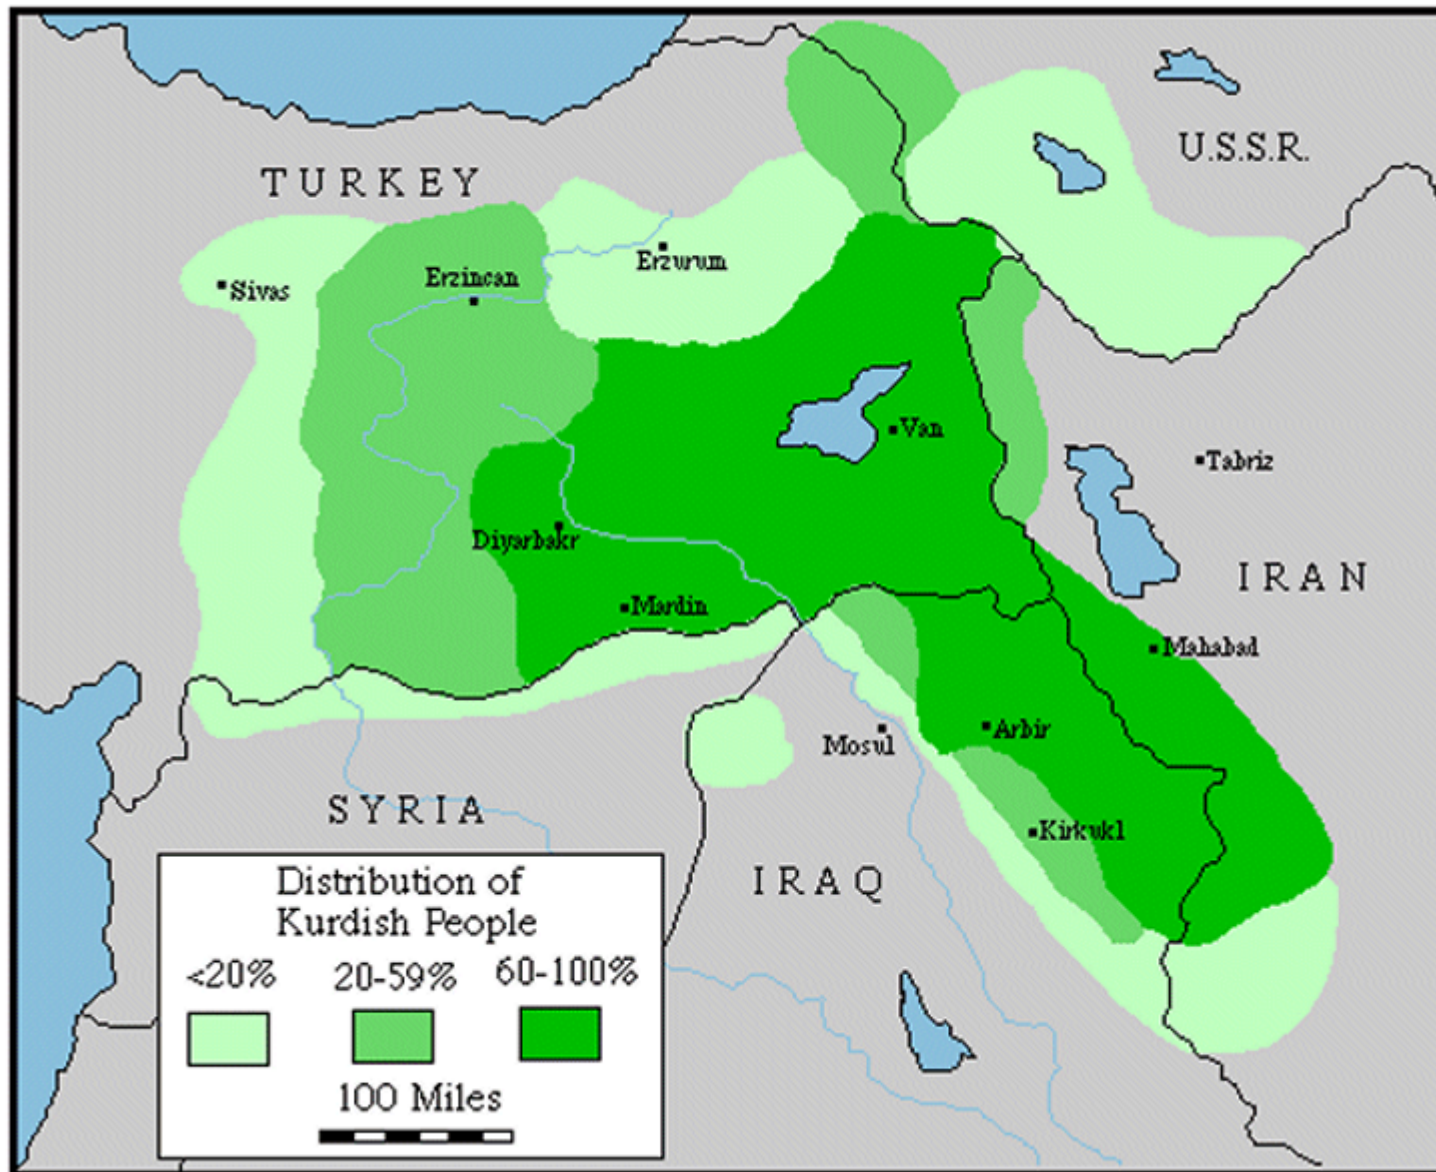 U.S.S.R.
TURKEY
Erzurum
Erzincan
Sivas
Van
Tabriz
Diyarbakr
IRAN
Mardin
Mahabad
Arbir
Mosul
SYRIA
Kirkuk1
IRAQ
Distribution of
Kurdish People
<20% 20-59% 60-100%
100 Miles